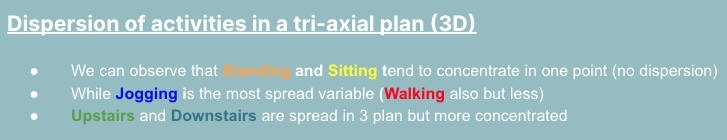 Dispersion of activities in a tri-axial plan (3D)
● We can observe that Standing and Sitting tend to concentrate in one point (no dispersion)
● While Jogging is the most spread variable (Walking also but less)
● Upstairs and Downstairs are spread in 3 plan but more concentrated